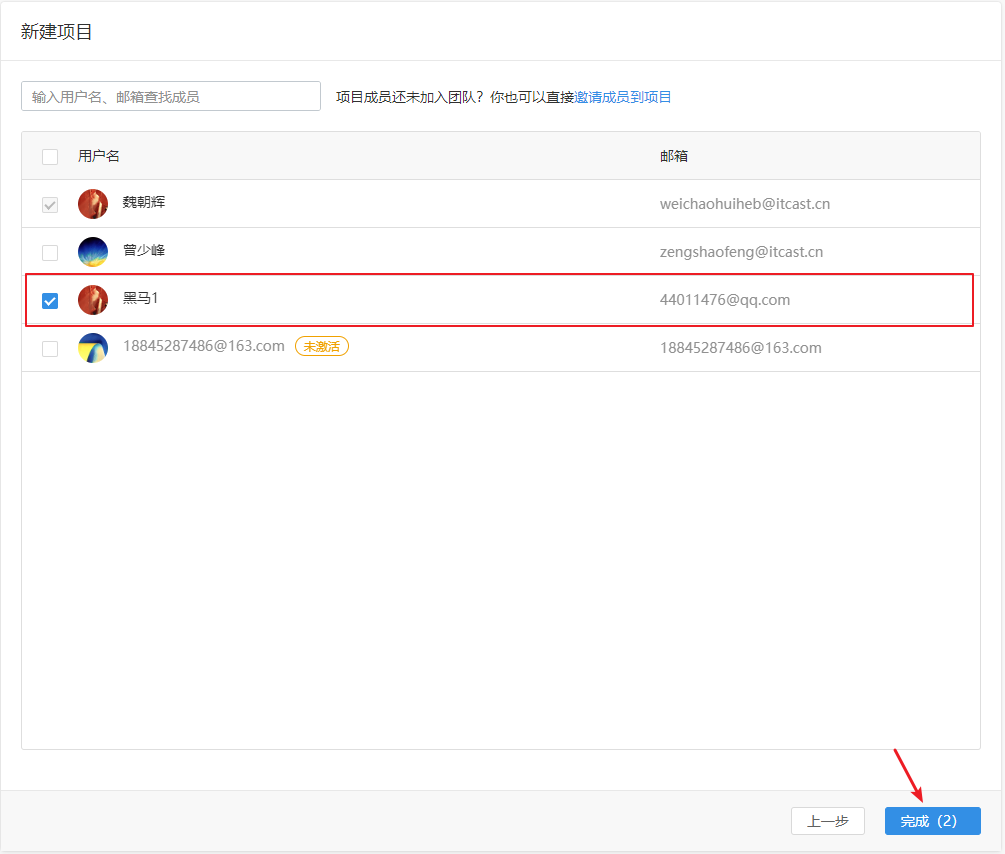 新建项目
输入用户名、邮箱查找成员 项目成员还未加入团队？你也可以直接邀请成员到项目
用户名 邮箱
魏朝辉 weichaohuiheb@itcast.cn
曾少峰 zengshaofeng@itcast.cn
黑马1 44011476@qq.com
18845287486@163.com 未激活 18845287486@163.com
上一步 完成（2）